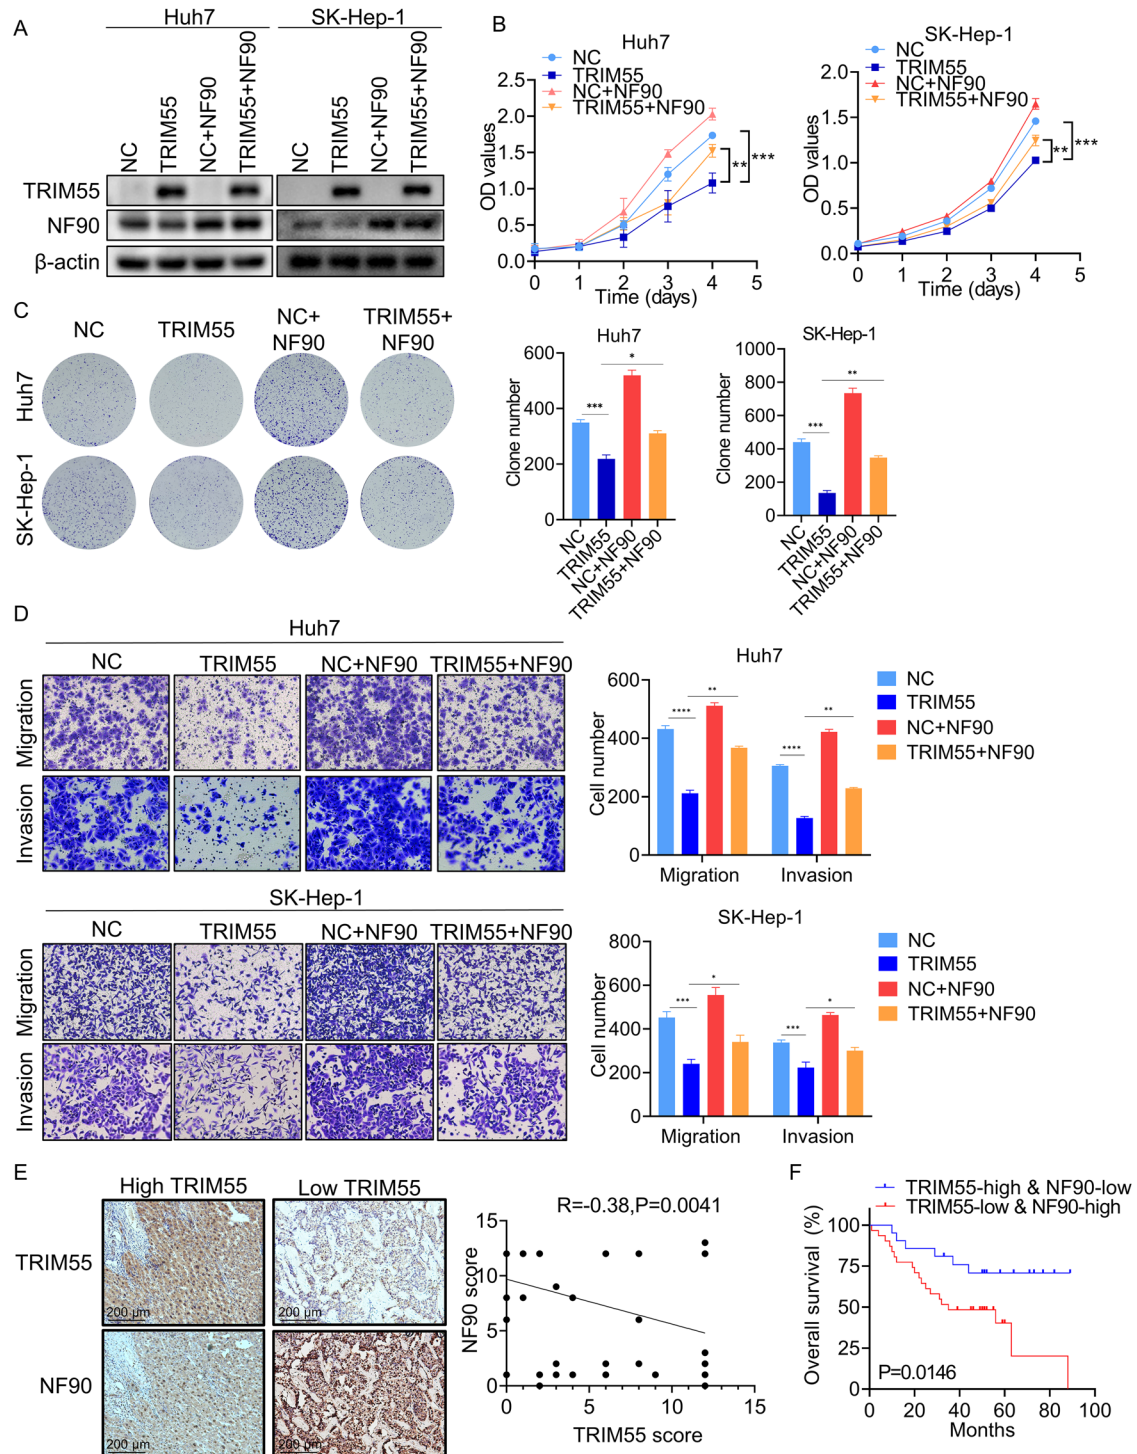 A
Huh7
SK-Hep-1
NC
TRIM55
NC+NF90
TRIM55+NF90
NC
TRIM55
NC+NF90
TRIM55+NF90
TRIM55
NF90
β-actin
B
Huh7
NC
TRIM55
NC+NF90
TRIM55+NF90
OD values
2.5
2.0
1.5
1.0
0.5
0.0
** ***
0 1 2 3 4 5
Time (days)
SK-Hep-1
NC
TRIM55
NC+NF90
TRIM55+NF90
OD values
2.0
1.5
1.0
0.5
0.0
** ***
0 1 2 3 4 5
Time (days)
C
NC
TRIM55
NC+
NF90
TRIM55+
NF90
Huh7
SK-Hep-1
Huh7
Clone number
600
400
200
0
***
*
NC
TRIM55
NC+NF90
TRIM55+NF90
SK-Hep-1
Clone number
1000
800
600
400
200
0
***
**
NC
TRIM55
NC+NF90
TRIM55+NF90
D
Huh7
NC TRIM55 NC+NF90 TRIM55+NF90
Migration
Invasion
SK-Hep-1
NC TRIM55 NC+NF90 TRIM55+NF90
Migration
Invasion
Huh7
Cell number
600
400
200
0
**** **
**** **
Migration Invasion
NC
TRIM55
NC+NF90
TRIM55+NF90
SK-Hep-1
Cell number
800
600
400
200
0
*** *
*** *
Migration Invasion
NC
TRIM55
NC+NF90
TRIM55+NF90
E
High TRIM55 Low TRIM55
TRIM55
200 μm
200 μm
NF90
200 μm
200 μm
R=-0.38,P=0.0041
NF90 score
15
10
5
0
0 5 10 15
TRIM55 score
F
TRIM55-high & NF90-low
TRIM55-low & NF90-high
Overall survival (%)
100
75
50
25
0
P=0.0146
0 20 40 60 80 100
Months